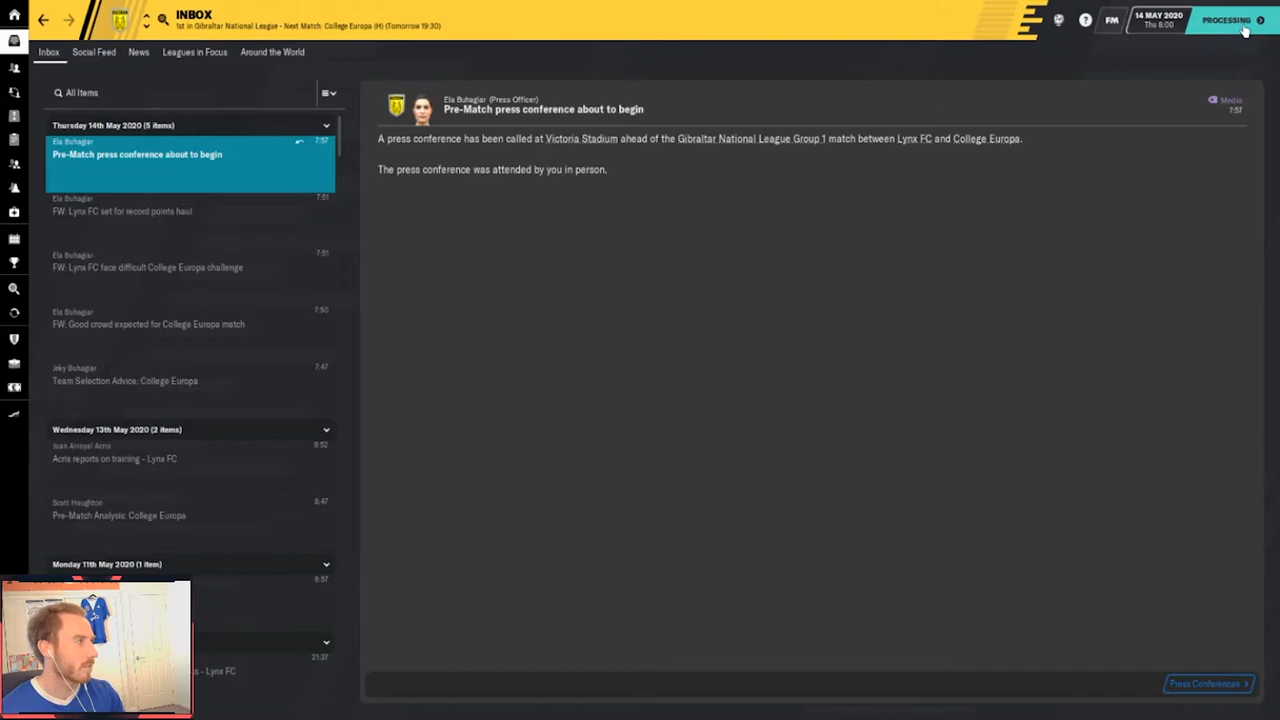 INBOX
1st in Gibraltar National League - Next Match: College Europa (H) (Tomorrow 19:30)
FM
14 MAY 2020
Thu 8:00
PROCESSING
Inbox
Social Feed
News
Leagues in Focus
Around the World
All Items
Thursday 14th May 2020 (5 items)
Ela Buhagiar
7:57
Pre-Match press conference about to begin
Ela Buhagiar
7:51
FW: Lynx FC set for record points haul
Ela Buhagiar
7:51
FW: Lynx FC face difficult College Europa challenge
Ela Buhagiar
7:50
FW: Good crowd expected for College Europa match
Jeky Buhagiar
7:47
Team Selection Advice: College Europa
Wednesday 13th May 2020 (2 items)
Juan Arroyal Acris
8:52
Acris reports on training - Lynx FC
Scott Houghton
8:47
Pre-Match Analysis: College Europa
Monday 11th May 2020 (1 item)
8:57
21:37
- Lynx FC
Ela Buhagiar (Press Officer)
Pre-Match press conference about to begin
Media
7:57
A press conference has been called at Victoria Stadium ahead of the Gibraltar National League Group 1 match between Lynx FC and College Europa.
The press conference was attended by you in person.
Press Conferences >